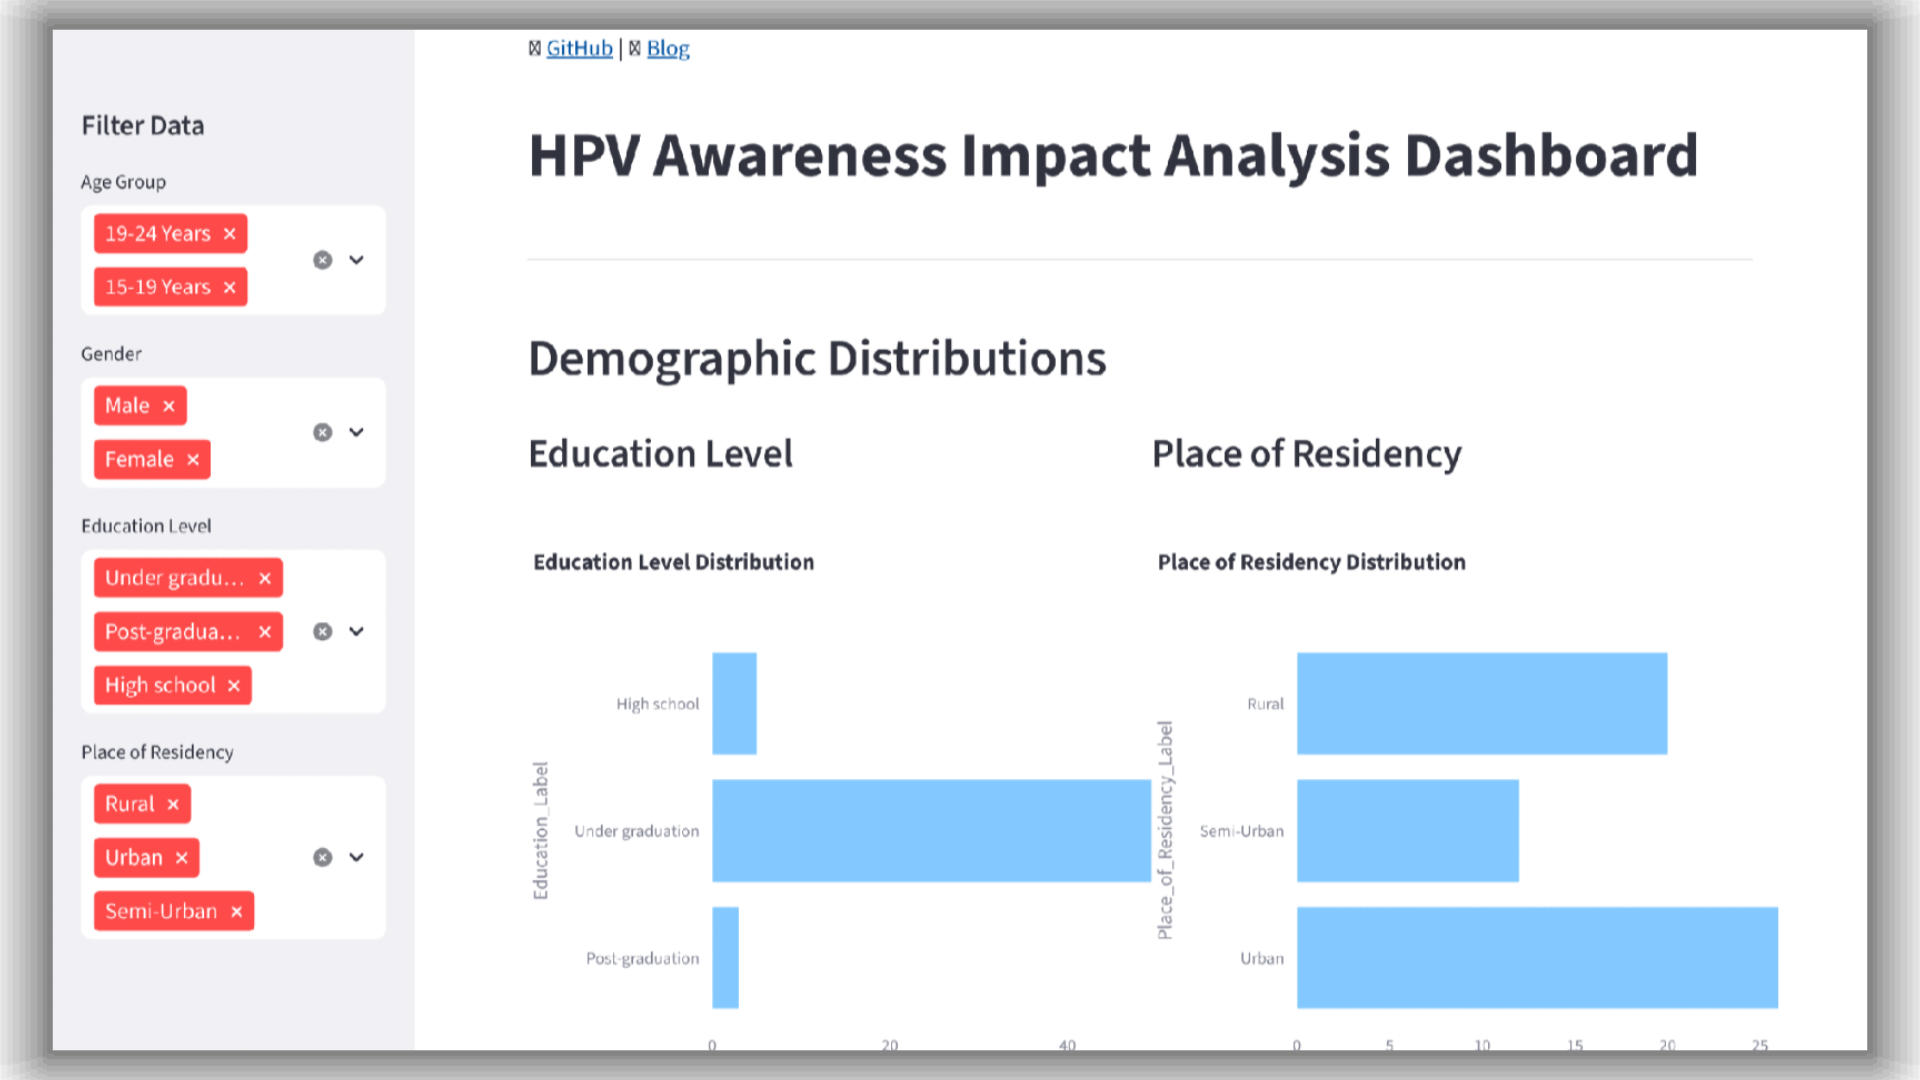 GitHub | Blog
Filter Data
Age Group
19-24 Years ×
15-19 Years ×
Gender
Male ×
Female ×
Education Level
Under gradu... ×
Post-gradua... ×
High school ×
Place of Residency
Rural ×
Urban ×
Semi-Urban ×
HPV Awareness Impact Analysis Dashboard
Demographic Distributions
Education Level
Education Level Distribution
Education_Label
High school
Under graduation
Post-graduation
0 20 40
Place of Residency
Place of Residency Distribution
Place_of_Residency_Label
Rural
Semi-Urban
Urban
0 5 10 15 20 25